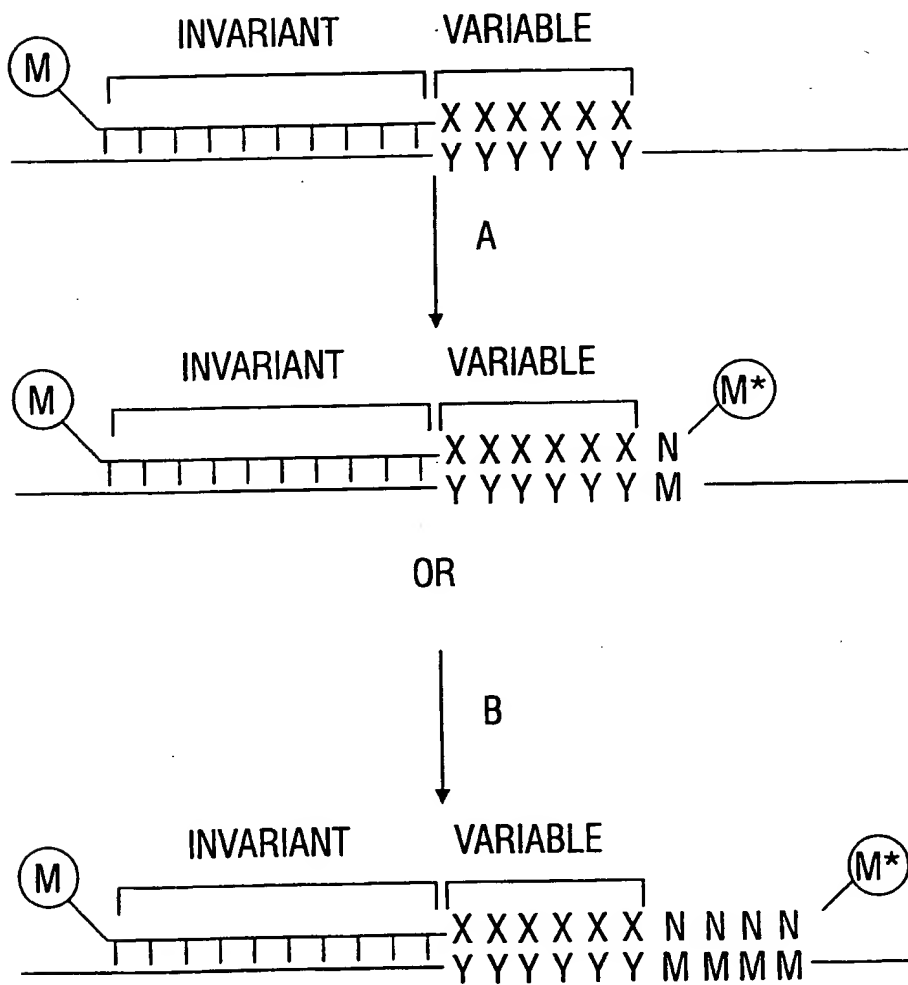 INVARIANT VARIABLE
M
X X X X X X
Y Y Y Y Y Y
A
INVARIANT VARIABLE
M M*
X X X X X X N
Y Y Y Y Y Y M
OR
B
INVARIANT VARIABLE
M M*
X X X X X X N N N N
Y Y Y Y Y Y M M M M